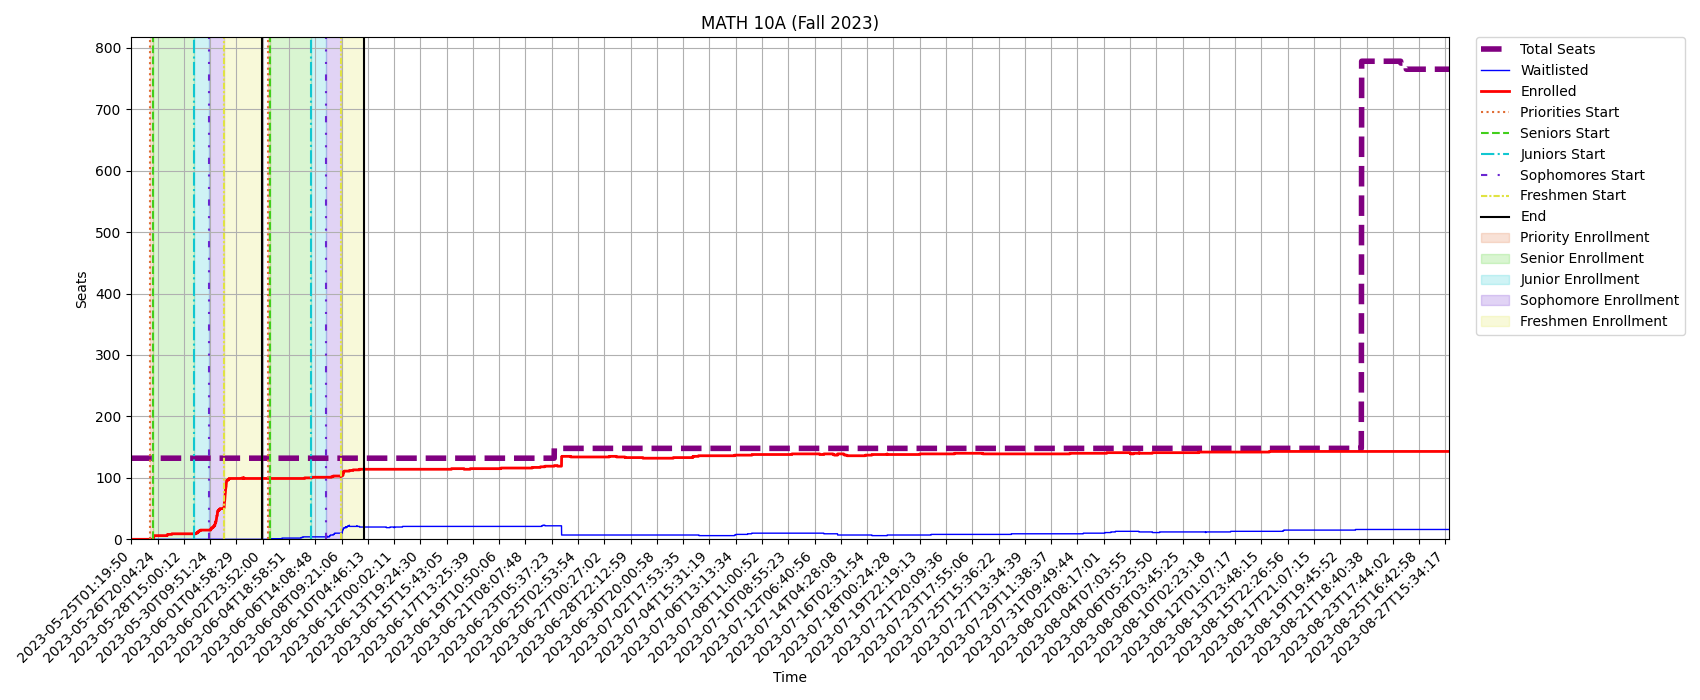 MATH 10A (Fall 2023)
800
700
600
500
400
300
200
100
0
Seats
2023-05-25T01:19:50
2023-05-26T20:04:24
2023-05-28T15:00:12
2023-05-30T09:51:24
2023-06-01T04:58:29
2023-06-02T23:52:00
2023-06-04T18:58:51
2023-06-06T14:08:48
2023-06-08T09:21:06
2023-06-10T04:46:13
2023-06-12T00:02:11
2023-06-13T19:24:30
2023-06-15T15:43:05
2023-06-17T13:25:39
2023-06-19T10:50:06
2023-06-21T08:07:48
2023-06-23T05:37:23
2023-06-25T02:53:54
2023-06-27T00:27:02
2023-06-28T22:12:59
2023-06-30T20:00:58
2023-07-02T17:53:35
2023-07-04T15:31:19
2023-07-06T13:13:34
2023-07-08T11:00:52
2023-07-10T08:55:23
2023-07-12T06:40:56
2023-07-14T04:28:08
2023-07-16T02:31:54
2023-07-18T00:24:28
2023-07-19T22:19:13
2023-07-21T20:09:36
2023-07-23T17:55:06
2023-07-25T15:36:22
2023-07-27T13:34:39
2023-07-29T11:38:37
2023-07-31T09:49:44
2023-08-02T08:17:01
2023-08-04T07:03:55
2023-08-06T05:25:50
2023-08-08T03:45:25
2023-08-10T02:23:18
2023-08-12T01:07:17
2023-08-13T23:48:15
2023-08-15T22:26:56
2023-08-17T21:07:15
2023-08-19T19:45:52
2023-08-21T18:40:38
2023-08-23T17:44:02
2023-08-25T16:42:58
2023-08-27T15:34:17
Time
Total Seats
Waitlisted
Enrolled
Priorities Start
Seniors Start
Juniors Start
Sophomores Start
Freshmen Start
End
Priority Enrollment
Senior Enrollment
Junior Enrollment
Sophomore Enrollment
Freshmen Enrollment